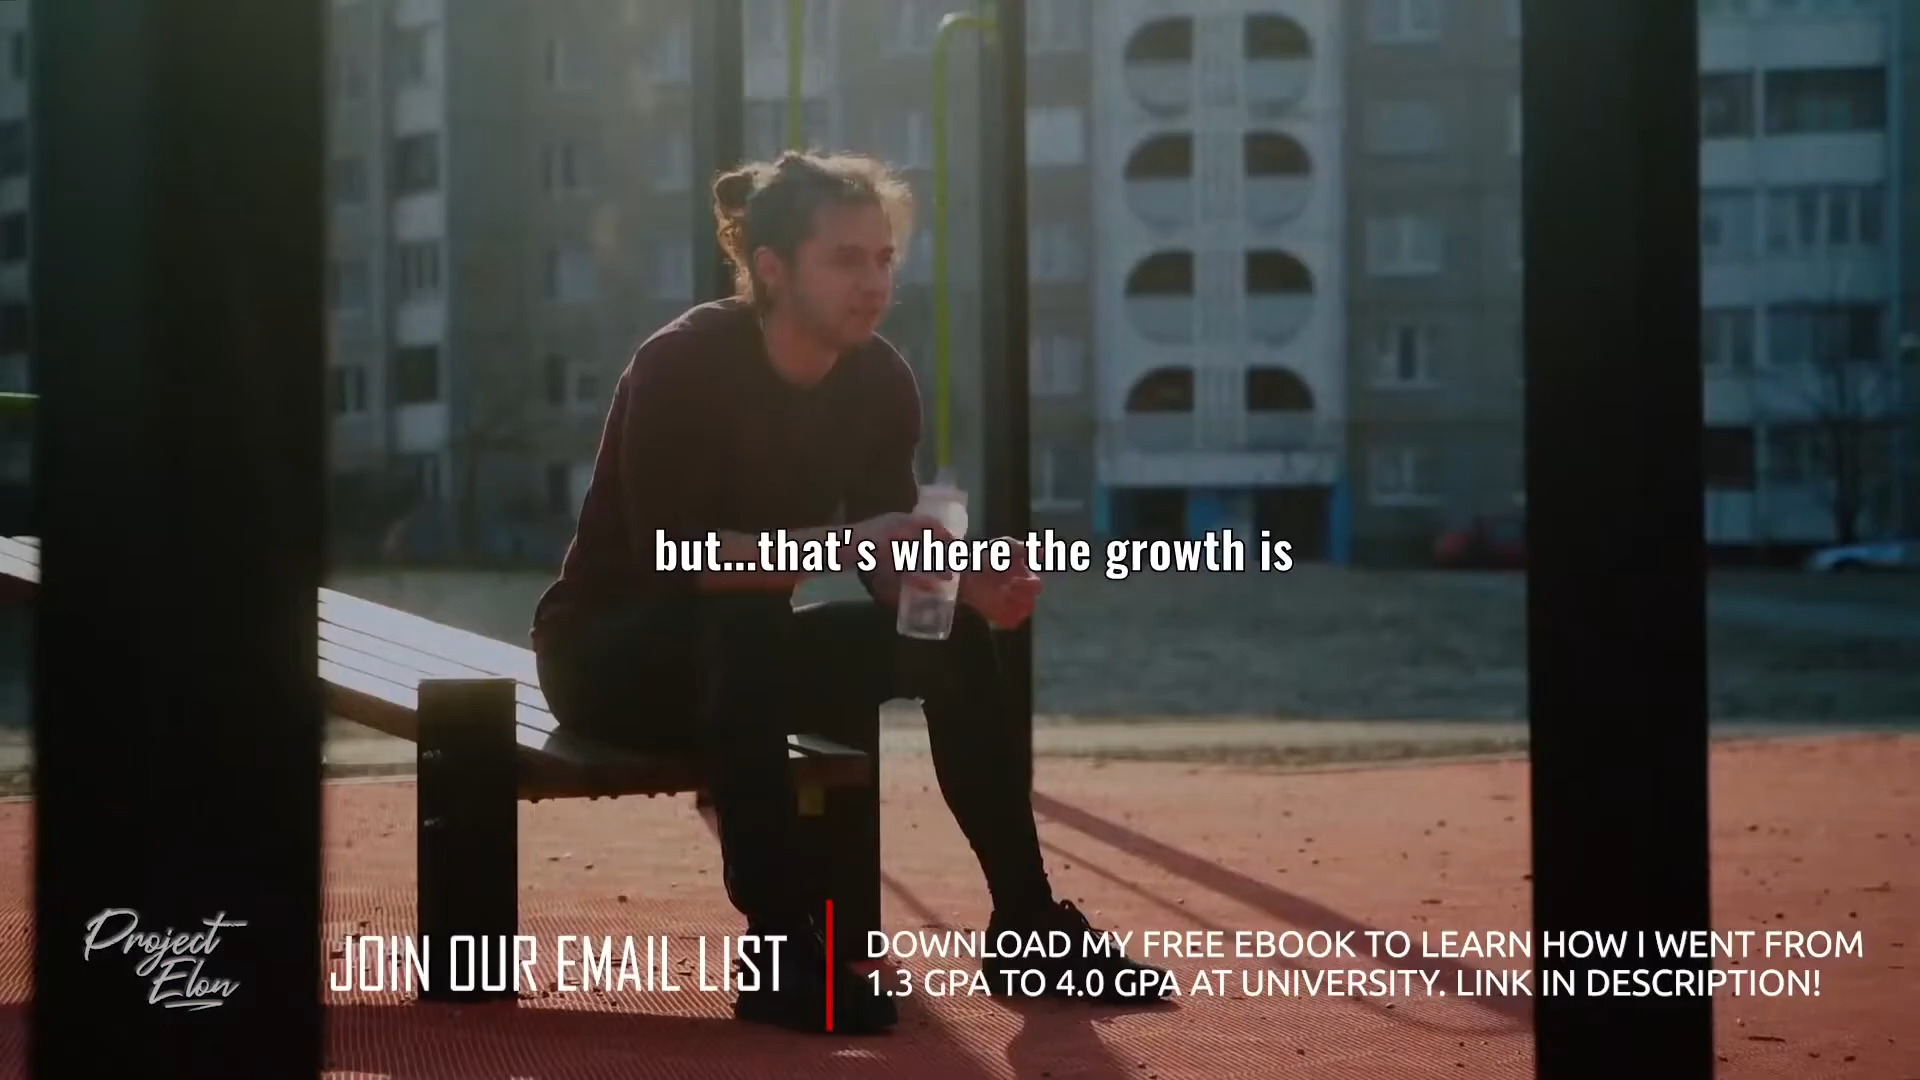 but...that's where the growth is
Project
Elon
JOIN OUR EMAIL LIST
DOWNLOAD MY FREE EBOOK TO LEARN HOW I WENT FROM
1.3 GPA TO 4.0 GPA AT UNIVERSITY. LINK IN DESCRIPTION!